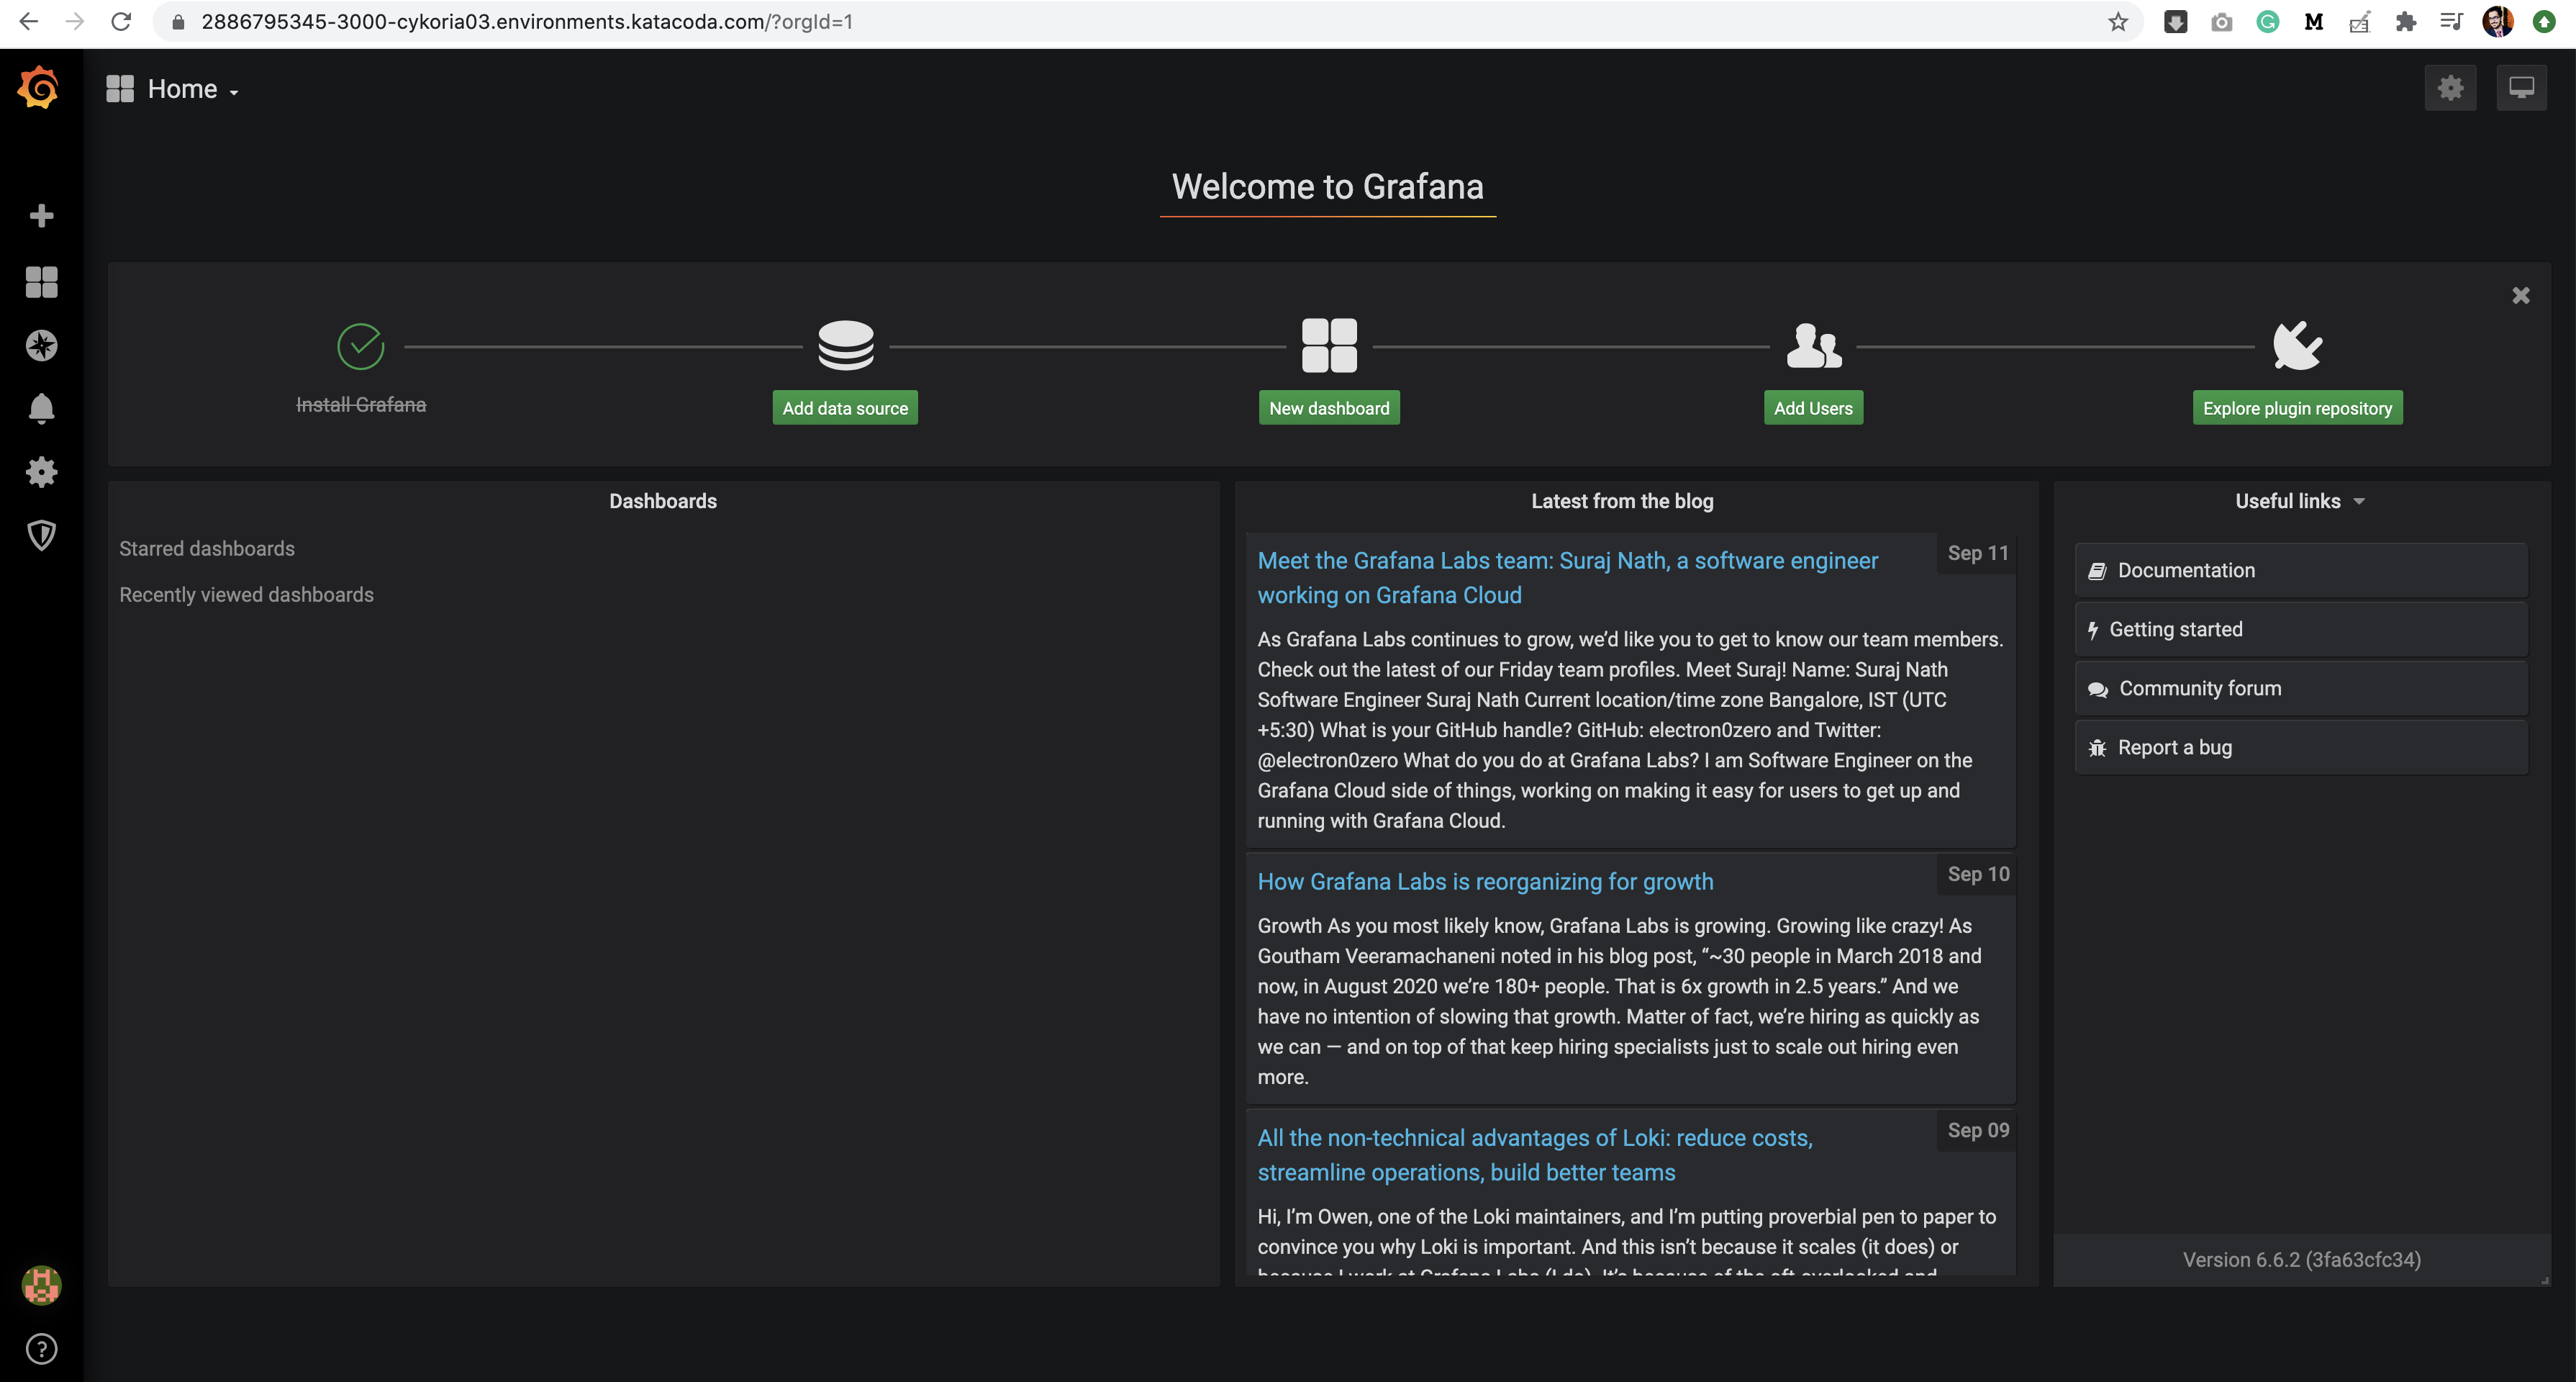 2886795345-3000-cykoria03.environments.katacoda.com/?orgId=1
Home
Welcome to Grafana
Install Grafana
Add data source
New dashboard
Add Users
Explore plugin repository
Dashboards
Starred dashboards
Recently viewed dashboards
Latest from the blog
Meet the Grafana Labs team: Suraj Nath, a software engineer
working on Grafana Cloud
Sep 11
As Grafana Labs continues to grow, we’d like you to get to know our team members.
Check out the latest of our Friday team profiles. Meet Suraj! Name: Suraj Nath
Software Engineer Suraj Nath Current location/time zone Bangalore, IST (UTC
+5:30) What is your GitHub handle? GitHub: electron0zero and Twitter:
@electron0zero What do you do at Grafana Labs? I am Software Engineer on the
Grafana Cloud side of things, working on making it easy for users to get up and
running with Grafana Cloud.
How Grafana Labs is reorganizing for growth
Sep 10
Growth As you most likely know, Grafana Labs is growing. Growing like crazy! As
Goutham Veeramachaneni noted in his blog post, “~30 people in March 2018 and
now, in August 2020 we’re 180+ people. That is 6x growth in 2.5 years.” And we
have no intention of slowing that growth. Matter of fact, we’re hiring as quickly as
we can — and on top of that keep hiring specialists just to scale out hiring even
more.
All the non-technical advantages of Loki: reduce costs,
streamline operations, build better teams
Sep 09
Hi, I’m Owen, one of the Loki maintainers, and I’m putting proverbial pen to paper to
convince you why Loki is important. And this isn’t because it scales (it does) or
because I work at Grafana Labs (I do). It’s because of the oft-overlooked and
Useful links
Documentation
Getting started
Community forum
Report a bug
Version 6.6.2 (3fa63cfc34)